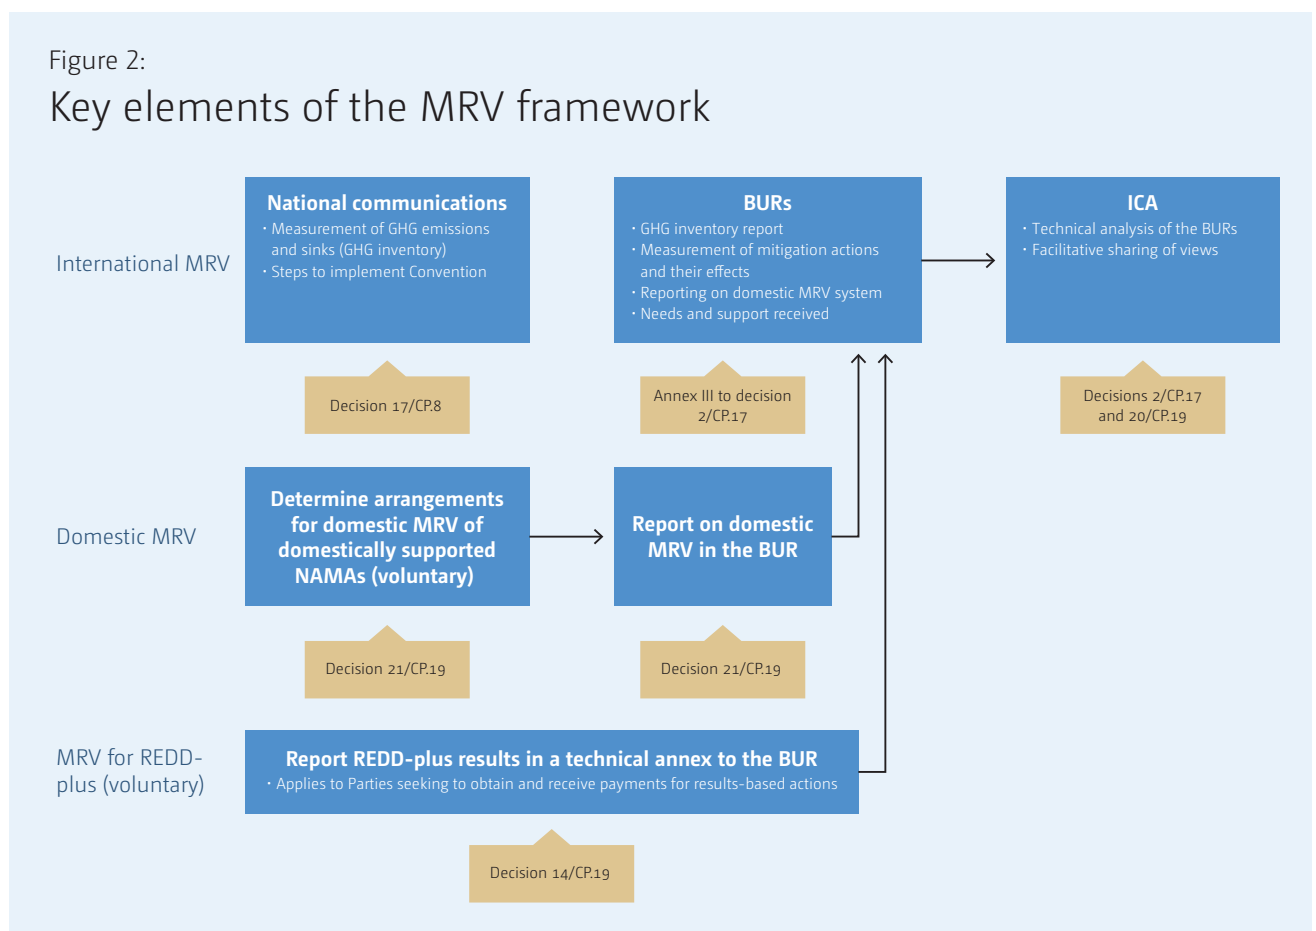 Figure 2:
Key elements of the MRV framework
International MRV
National communications
· Measurement of GHG emissions
and sinks (GHG inventory)
· Steps to implement Convention
BURs
· GHG inventory report
· Measurement of mitigation actions
and their effects
· Reporting on domestic MRV system
· Needs and support received
ICA
· Technical analysis of the BURs
· Facilitative sharing of views
Decision 17/CP.8
Annex III to decision
2/CP.17
Decisions 2/CP.17
and 20/CP.19
Domestic MRV
Determine arrangements
for domestic MRV of
domestically supported
NAMAs (voluntary)
Report on domestic
MRV in the BUR
Decision 21/CP.19
Decision 21/CP.19
MRV for REDD-
plus (voluntary)
Report REDD-plus results in a technical annex to the BUR
· Applies to Parties seeking to obtain and receive payments for results-based actions
Decision 14/CP.19